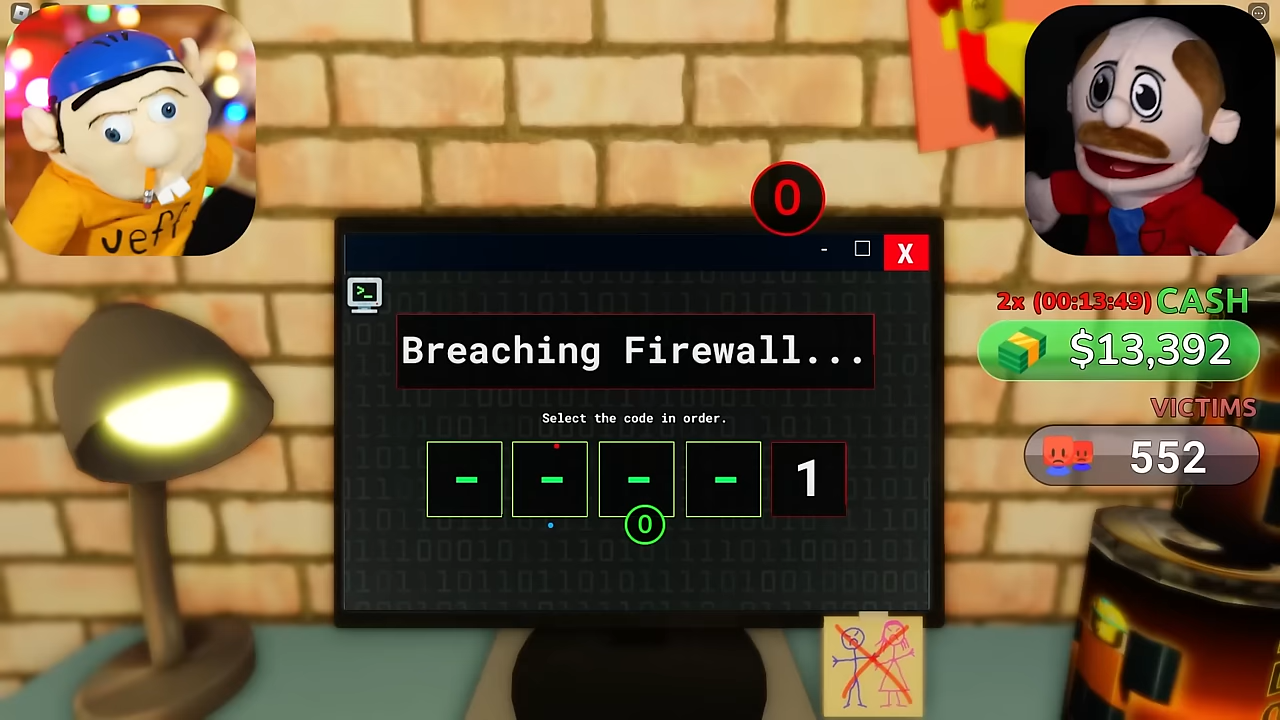 Jeff
0
- □ X
>_
2x (00:13:49) CASH
$13,392
Breaching Firewall...
VICTIMS
552
Select the code in order.
- - - - 1
0